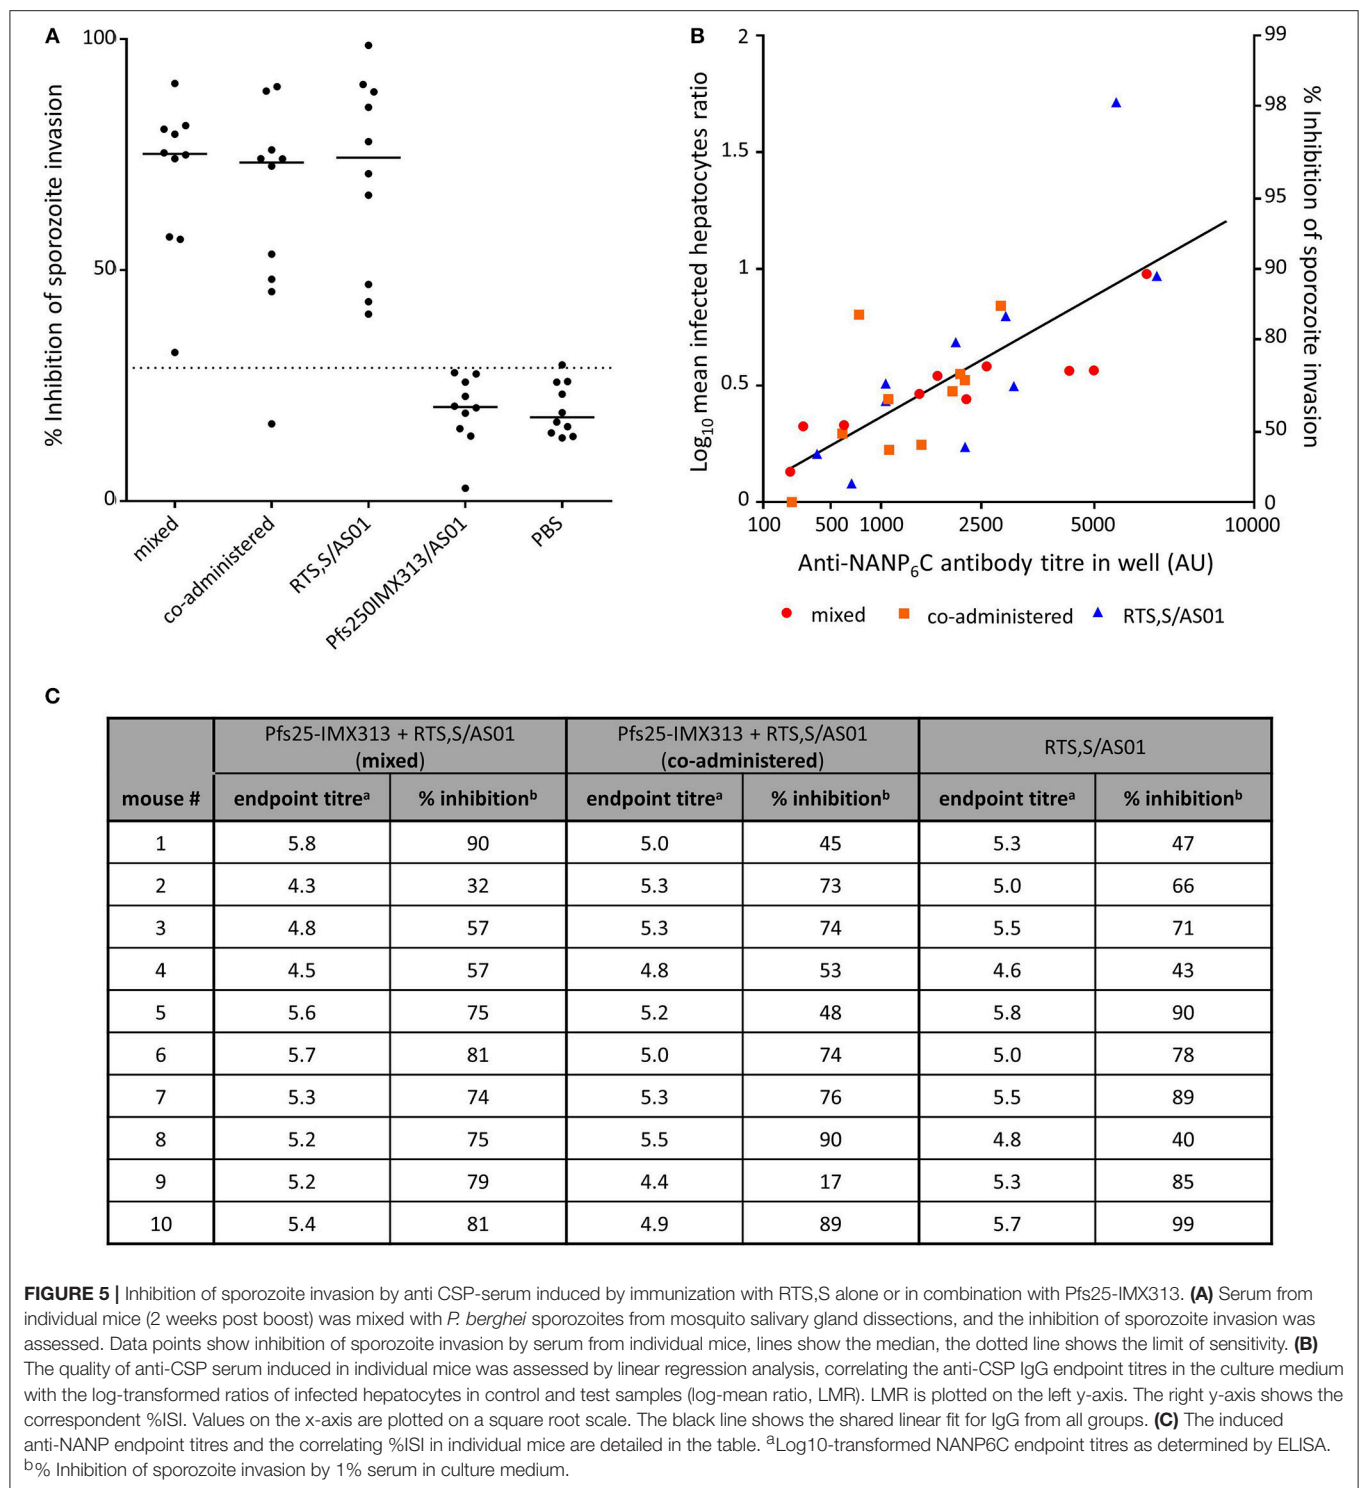 A
% Inhibition of sporozoite invasion
100
50
0
mixed
co-administered
RTS,S/AS01
Pfs250IMX313/AS01
PBS
B
Log10 mean infected hepatocytes ratio
2
1.5
1
0.5
0
99
98
95
90
80
50
0
% Inhibition of sporozoite invasion
100 500 1000 2500 5000 10000
Anti-NANP6C antibody titre in well (AU)
mixed co-administered RTS,S/AS01
C
Pfs25-IMX313 + RTS,S/AS01 (mixed)
Pfs25-IMX313 + RTS,S/AS01 (co-administered)
RTS,S/AS01
mouse # endpoint titreᵃ % inhibitionᵇ endpoint titreᵃ % inhibitionᵇ endpoint titreᵃ % inhibitionᵇ
1 5.8 90 5.0 45 5.3 47
2 4.3 32 5.3 73 5.0 66
3 4.8 57 5.3 74 5.5 71
4 4.5 57 4.8 53 4.6 43
5 5.6 75 5.2 48 5.8 90
6 5.7 81 5.0 74 5.0 78
7 5.3 74 5.3 76 5.5 89
8 5.2 75 5.5 90 4.8 40
9 5.2 79 4.4 17 5.3 85
10 5.4 81 4.9 89 5.7 99
FIGURE 5 | Inhibition of sporozoite invasion by anti CSP-serum induced by immunization with RTS,S alone or in combination with Pfs25-IMX313. (A) Serum from
individual mice (2 weeks post boost) was mixed with P. berghei sporozoites from mosquito salivary gland dissections, and the inhibition of sporozoite invasion was
assessed. Data points show inhibition of sporozoite invasion by serum from individual mice, lines show the median, the dotted line shows the limit of sensitivity. (B)
The quality of anti-CSP serum induced in individual mice was assessed by linear regression analysis, correlating the anti-CSP IgG endpoint titres in the culture medium
with the log-transformed ratios of infected hepatocytes in control and test samples (log-mean ratio, LMR). LMR is plotted on the left y-axis. The right y-axis shows the
correspondent %ISI. Values on the x-axis are plotted on a square root scale. The black line shows the shared linear fit for IgG from all groups. (C) The induced
anti-NANP endpoint titres and the correlating %ISI in individual mice are detailed in the table. ᵃLog10-transformed NANP6C endpoint titres as determined by ELISA.
ᵇ% Inhibition of sporozoite invasion by 1% serum in culture medium.